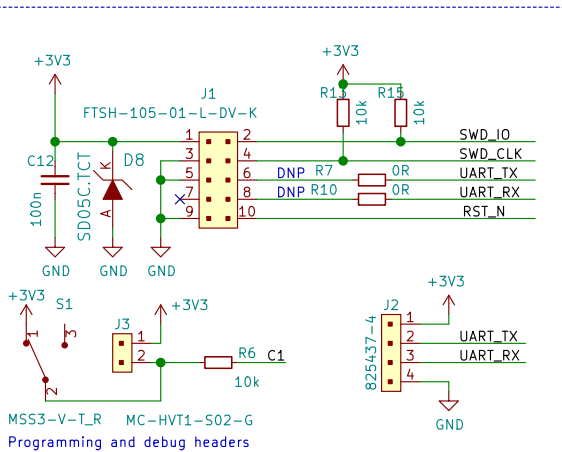 +3V3
+3V3
R13
R15
10k
10k
J1
FTSH-105-01-L-DV-K
C12
100n
SD05C.TCT
K
A
D8
1 2
3 4
5 6
7 8
9 10
DNP R7 0R
DNP R10 0R
SWD_IO
SWD_CLK
UART_TX
UART_RX
RST_N
GND GND GND
+3V3
S1
1
3
2
MSS3-V-T_R
+3V3
J3
1
2
MC-HVT1-S02-G
R6
10k
C1
+3V3
J2
825437-4
1
2
3
4
UART_TX
UART_RX
GND
Programming and debug headers